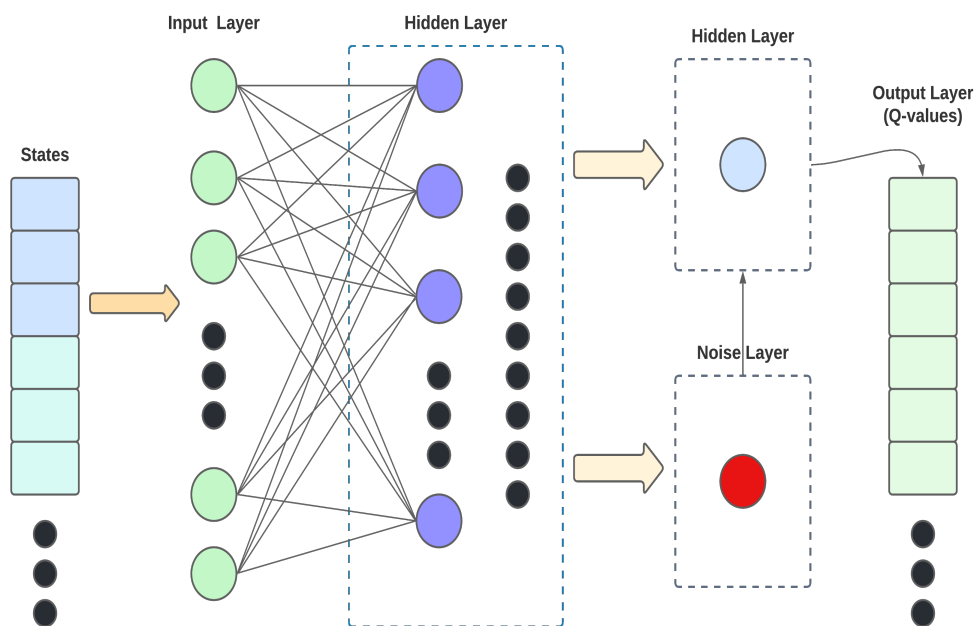 Input Layer
Hidden Layer
Hidden Layer
Output Layer
(Q-values)
States
Noise Layer